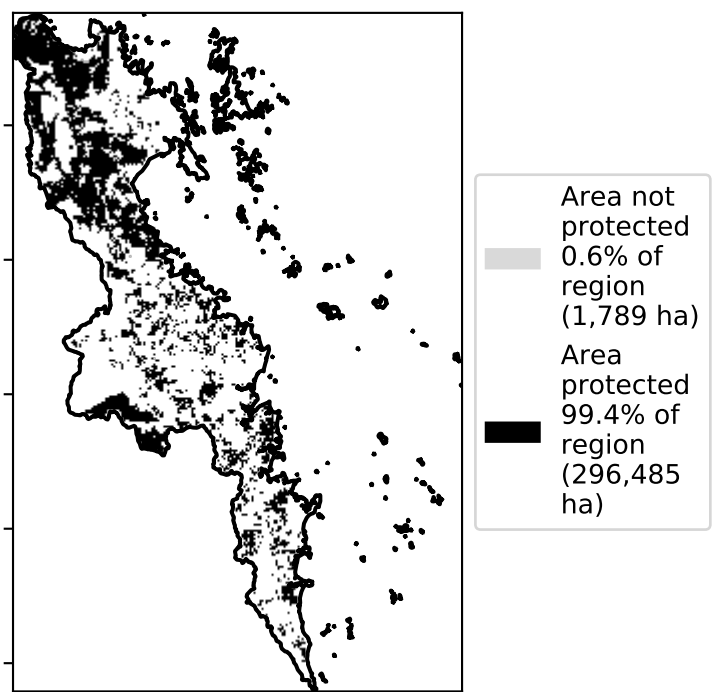 Area not
protected
0.6% of
region
(1,789 ha)
Area
protected
99.4% of
region
(296,485
ha)